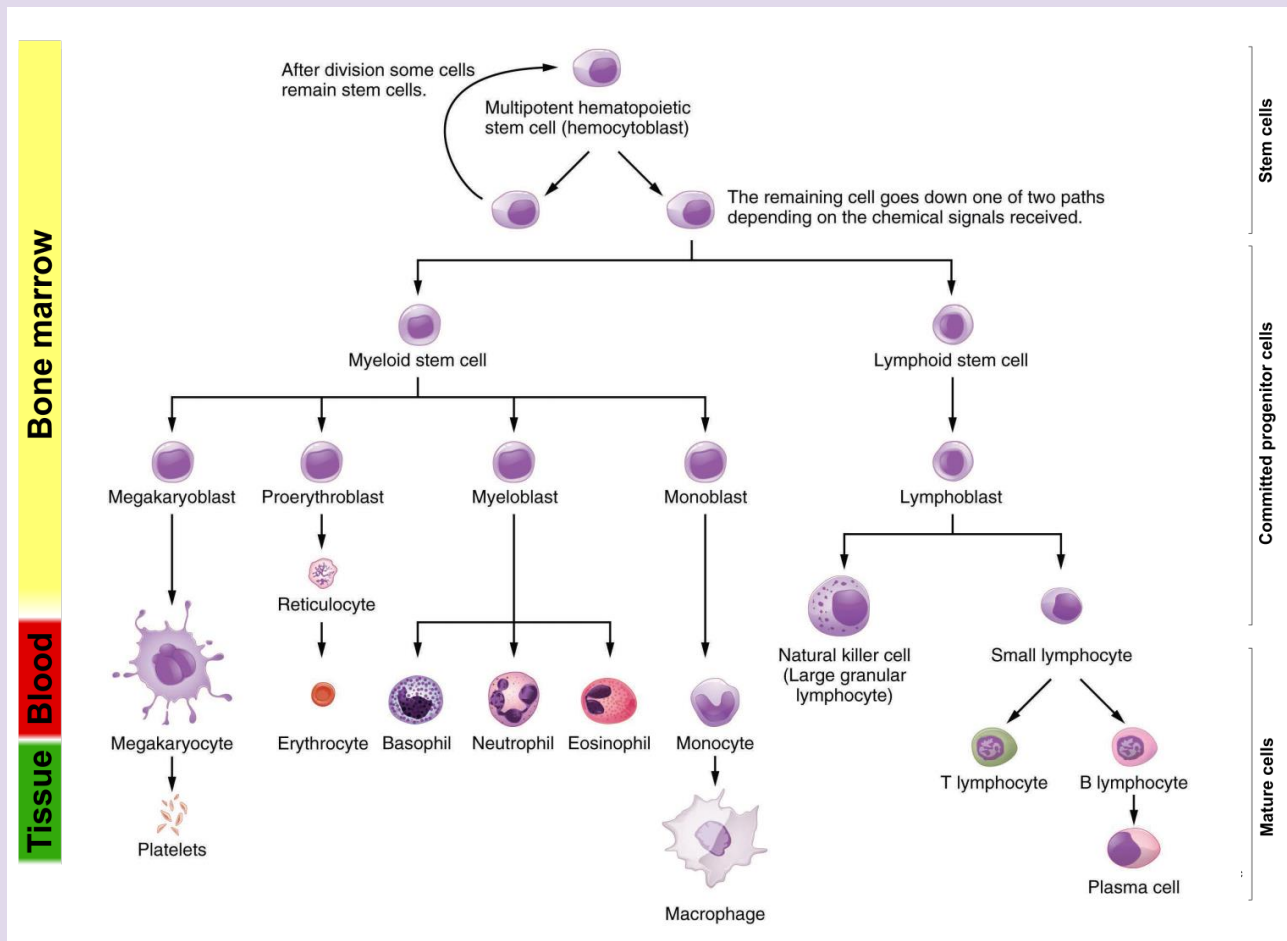 After division some cells
remain stem cells.
Multipotent hematopoietic
stem cell (hemocytoblast)
The remaining cell goes down one of two paths
depending on the chemical signals received.
Myeloid stem cell
Lymphoid stem cell
Megakaryoblast
Proerythroblast
Myeloblast
Monoblast
Lymphoblast
Reticulocyte
Natural killer cell
(Large granular
lymphocyte)
Small lymphocyte
Megakaryocyte
Erythrocyte
Basophil
Neutrophil
Eosinophil
Monocyte
T lymphocyte
B lymphocyte
Platelets
Macrophage
Plasma cell
Bone marrow
Blood
Tissue
Stem cells
Committed progenitor cells
Mature cells